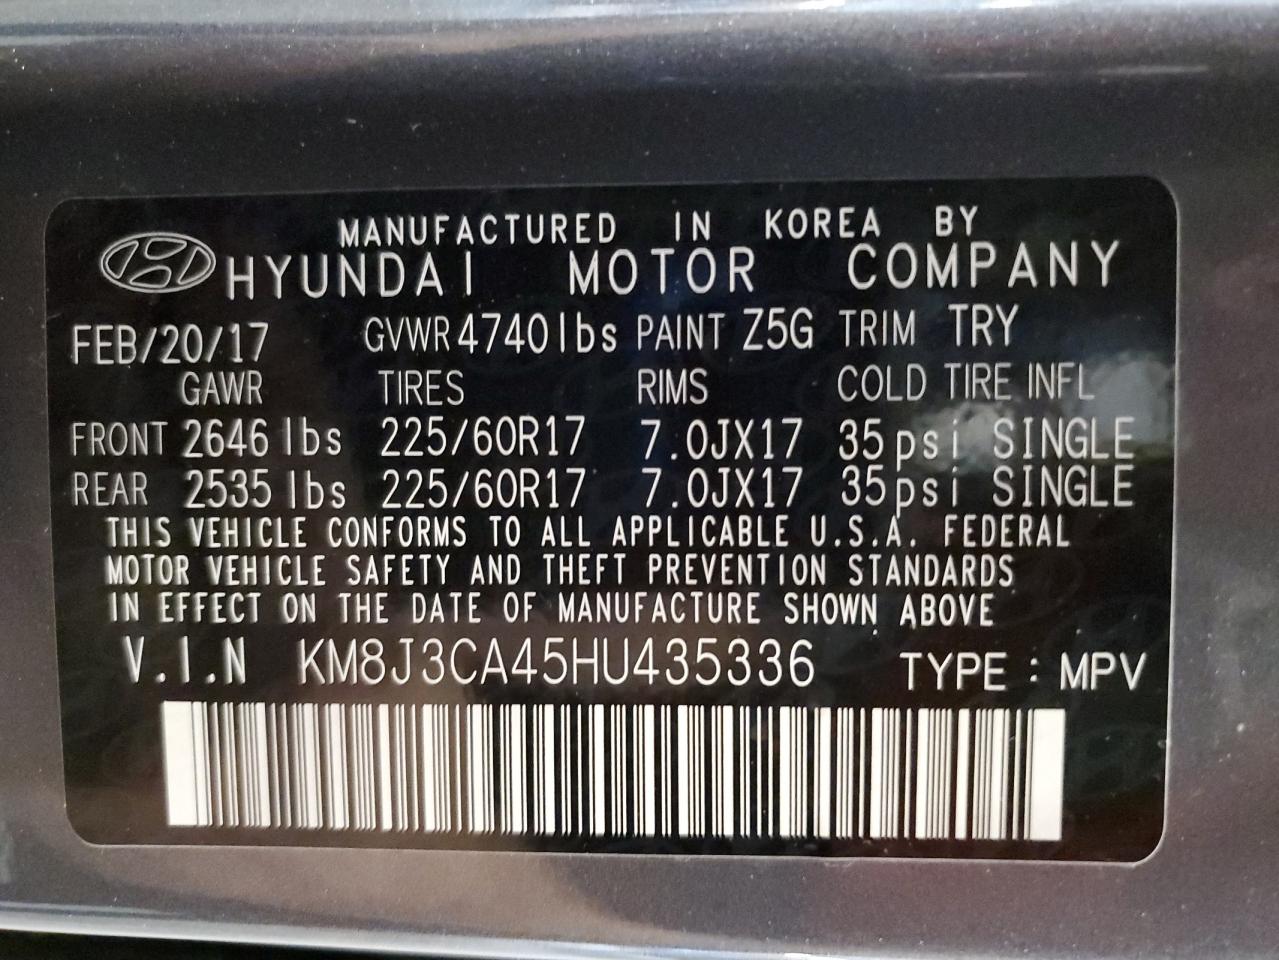 MANUFACTURED IN KOREA BY
HYUNDAI MOTOR COMPANY
FEB/20/17 GVWR 4740lbs PAINT Z5G TRIM TRY
GAWR TIRES RIMS COLD TIRE INFL
FRONT 2646 lbs 225/60R17 7.0JX17 35psi SINGLE
REAR 2535 lbs 225/60R17 7.0JX17 35psi SINGLE
THIS VEHICLE CONFORMS TO ALL APPLICABLE U.S.A. FEDERAL
MOTOR VEHICLE SAFETY AND THEFT PREVENTION STANDARDS
IN EFFECT ON THE DATE OF MANUFACTURE SHOWN ABOVE
V.I.N KM8J3CA45HU435336 TYPE : MPV